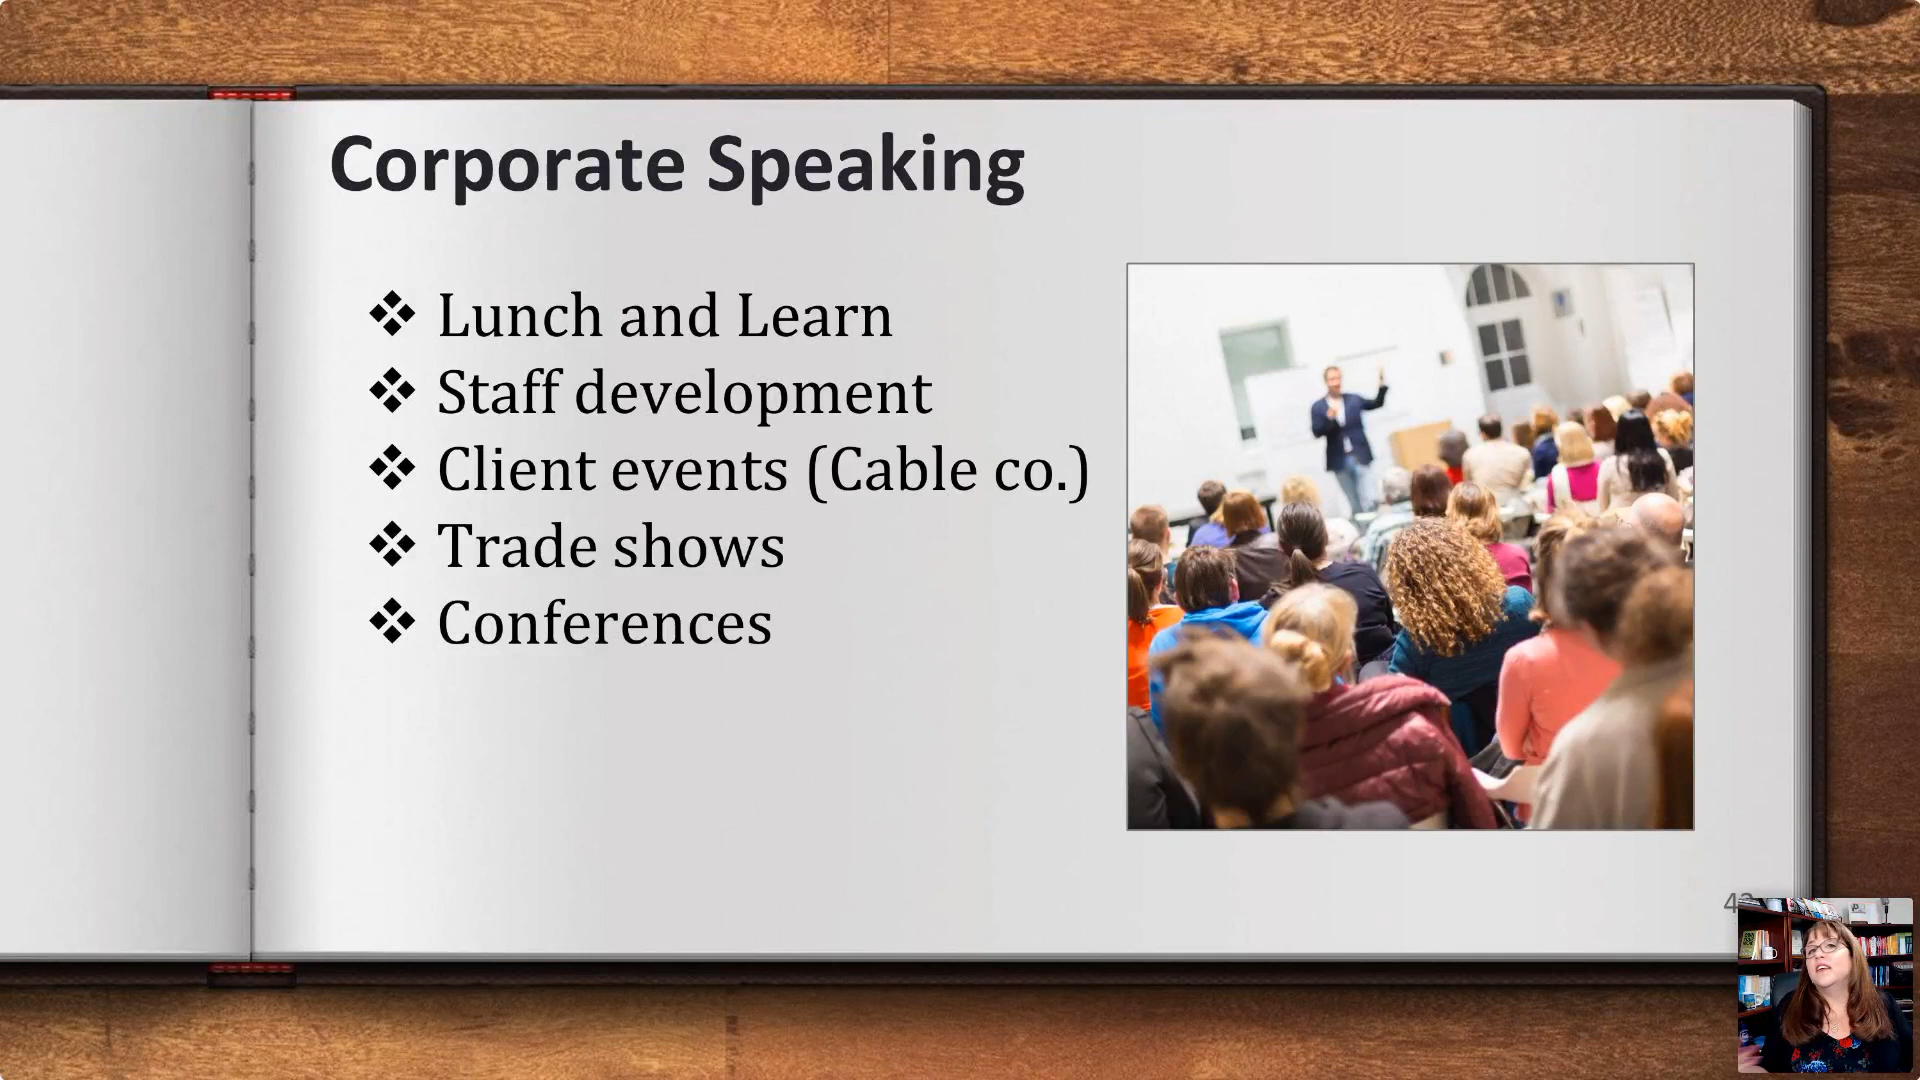 Corporate Speaking
❖ Lunch and Learn
❖ Staff development
❖ Client events (Cable co.)
❖ Trade shows
❖ Conferences